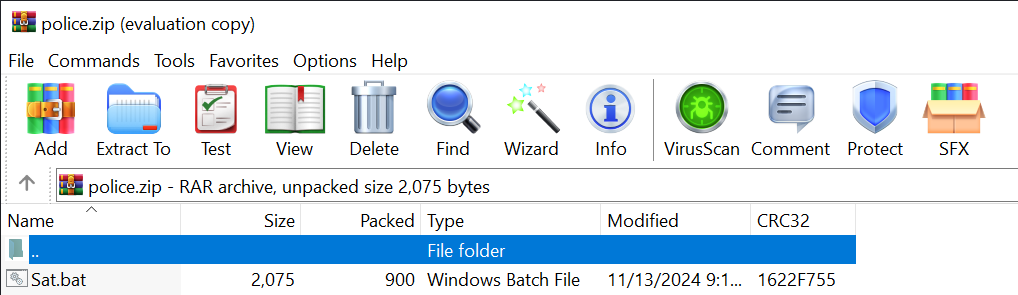 police.zip (evaluation copy)
File Commands Tools Favorites Options Help
Add Extract To Test View Delete Find Wizard Info VirusScan Comment Protect SFX
police.zip - RAR archive, unpacked size 2,075 bytes
Name Size Packed Type Modified CRC32
.. File folder
Sat.bat 2,075 900 Windows Batch File 11/13/2024 9:1... 1622F755